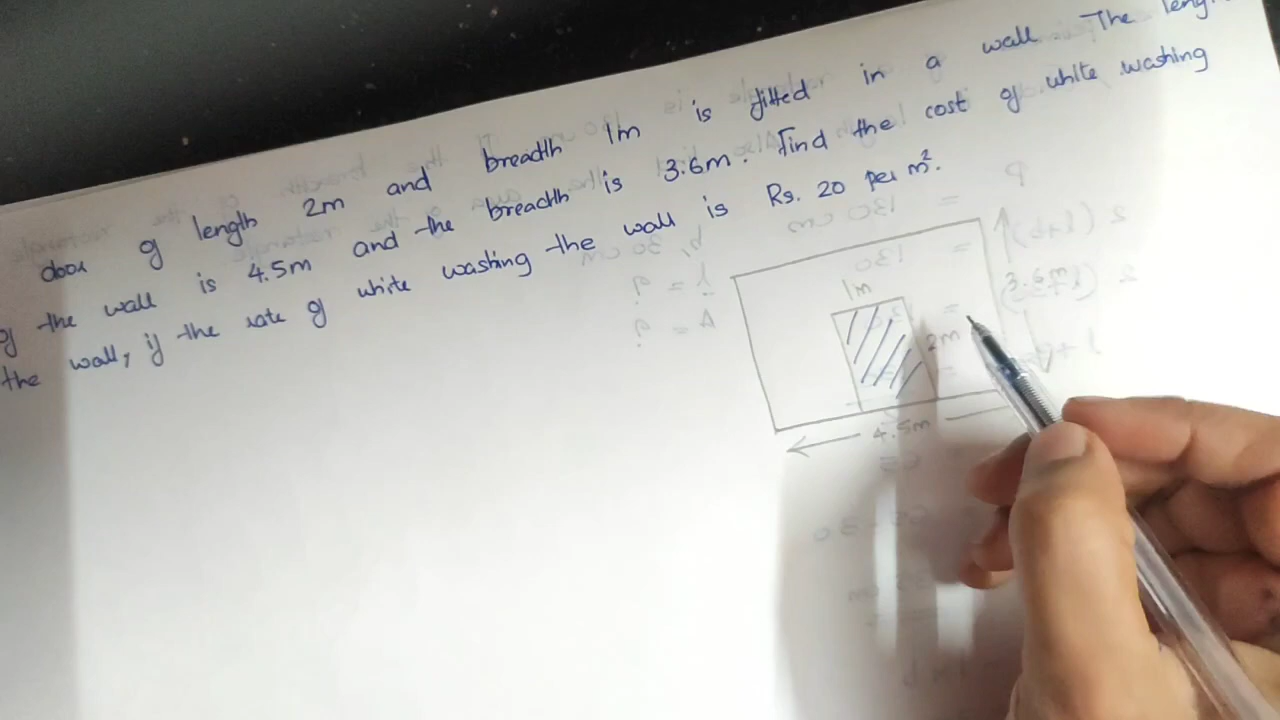 door of length 2m and breadth 1m is fitted in a wall. The
of the wall is 4.5m and the breadth is 3.6m. Find the cost of white washing
the wall, if the rate of white washing the wall is Rs. 20 per m².
1m
3.6m
2m
4.5m